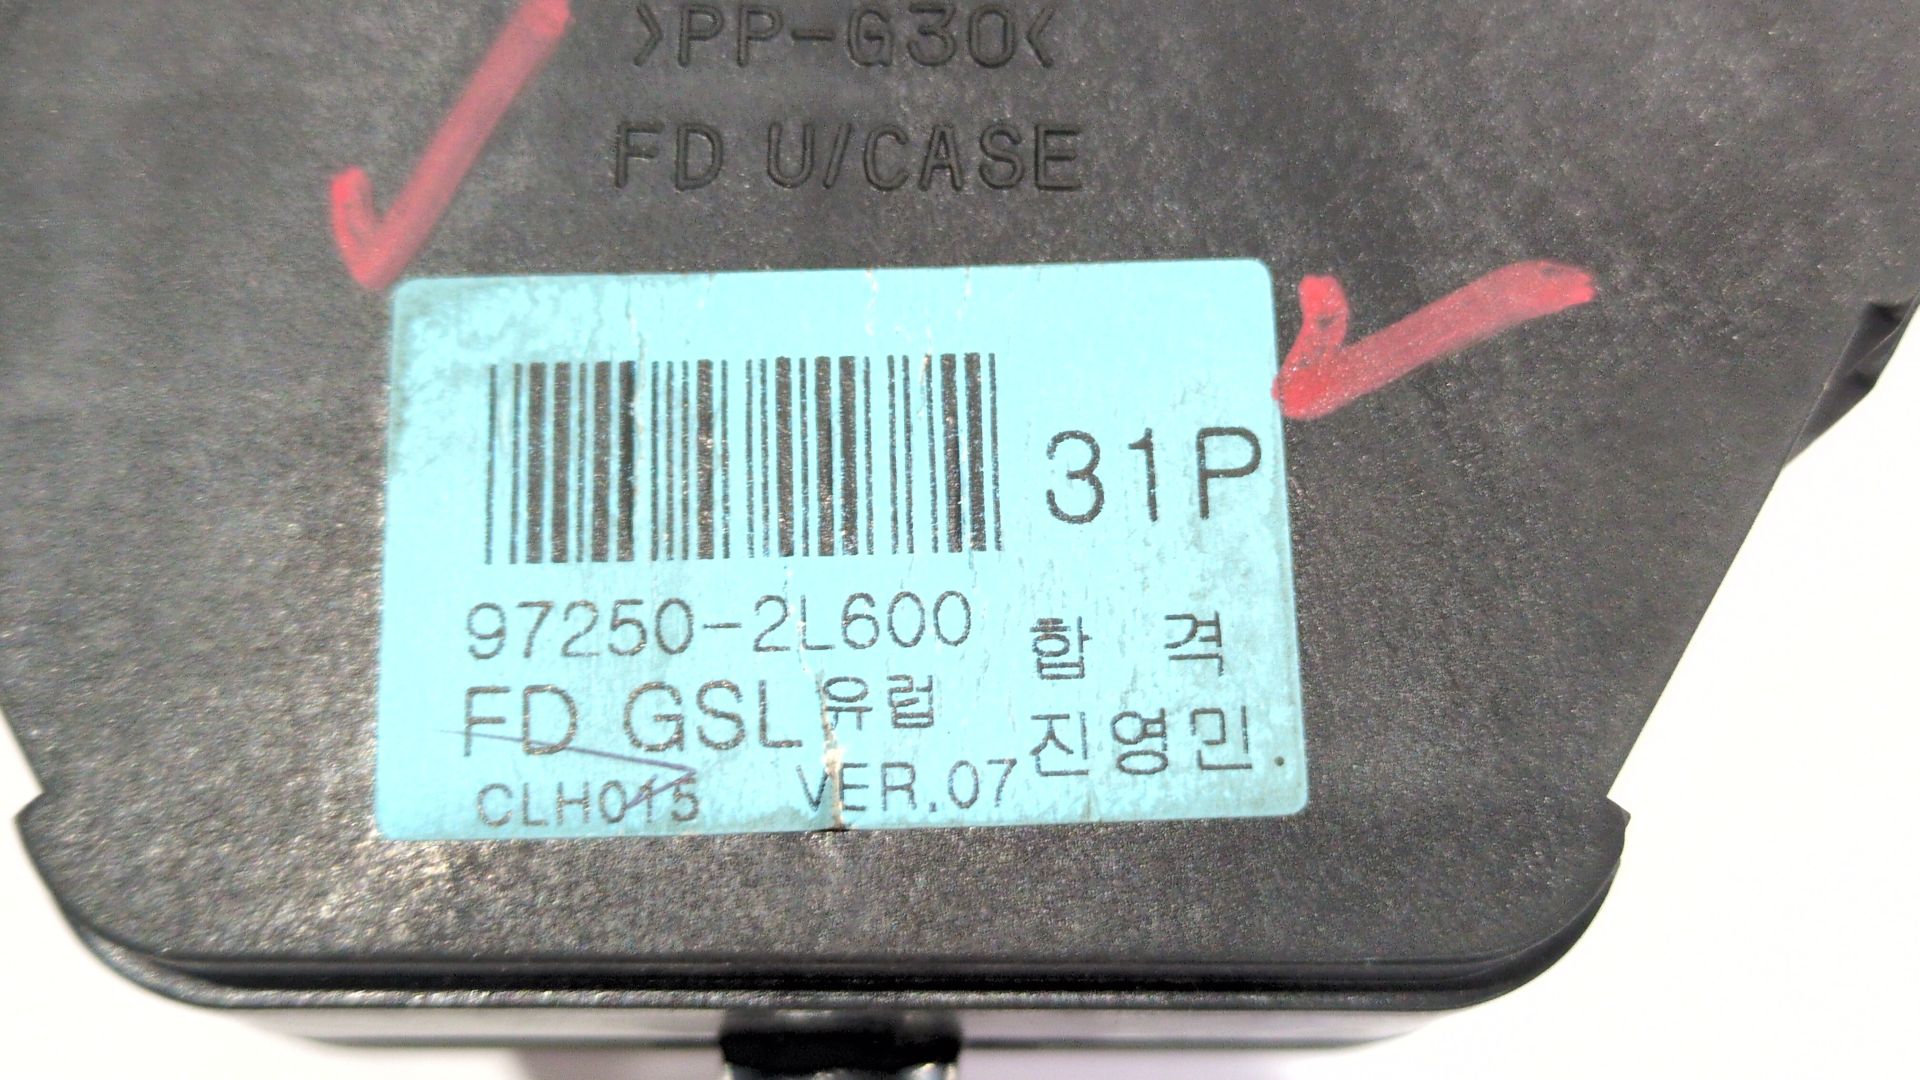 >PP-G30<
FD U/CASE
31P
97250-2L600
합 격
FD GSL 유럽
진영민.
CLH015 VER.07